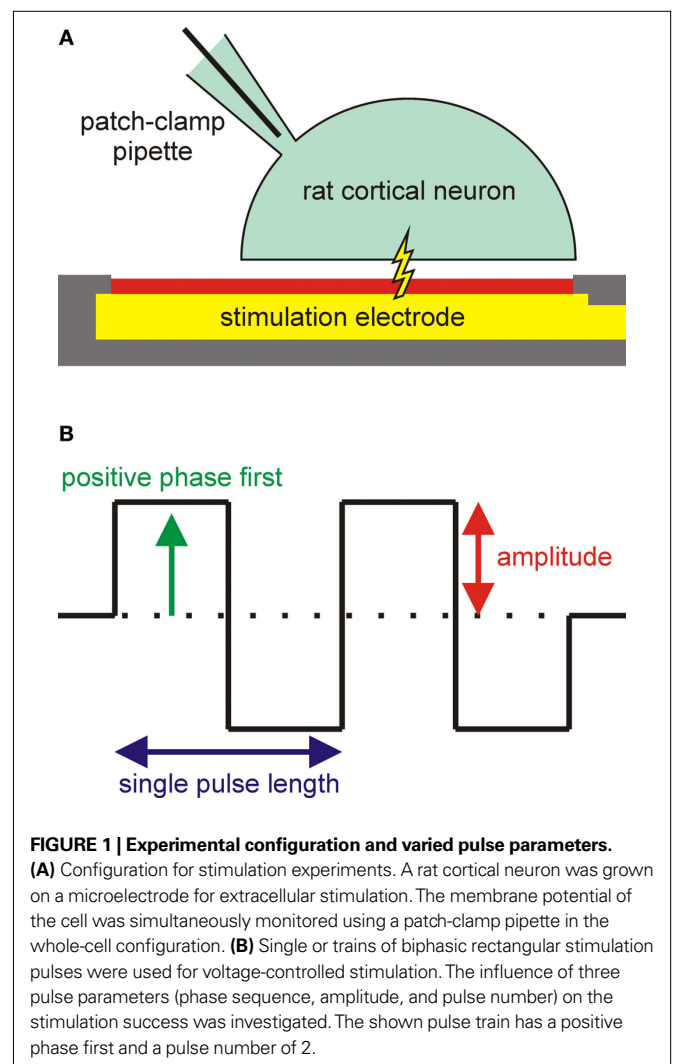 A
patch-clamp
pipette
rat cortical neuron
stimulation electrode
B
positive phase first
amplitude
single pulse length
FIGURE 1 | Experimental configuration and varied pulse parameters.
(A) Configuration for stimulation experiments. A rat cortical neuron was grown
on a microelectrode for extracellular stimulation. The membrane potential of
the cell was simultaneously monitored using a patch-clamp pipette in the
whole-cell configuration. (B) Single or trains of biphasic rectangular stimulation
pulses were used for voltage-controlled stimulation. The influence of three
pulse parameters (phase sequence, amplitude, and pulse number) on the
stimulation success was investigated. The shown pulse train has a positive
phase first and a pulse number of 2.